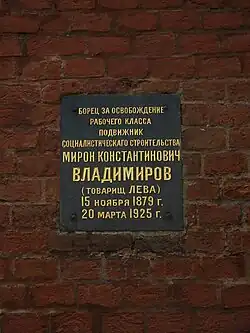 БОРЕЦ ЗА ОСВОБОЖДЕНИЕ
РАБОЧЕГО КЛАССА
ПОДВИЖНИК
СОЦИАЛИСТИЧЕСКОГО СТРОИТЕЛЬСТВА
МИРОН КОНСТАНТИНОВИЧ
ВЛАДИМИРОВ
(ТОВАРИЩ ЛЕВА)
15 НОЯБРЯ 1879 Г.
20 МАРТА 1925 Г.